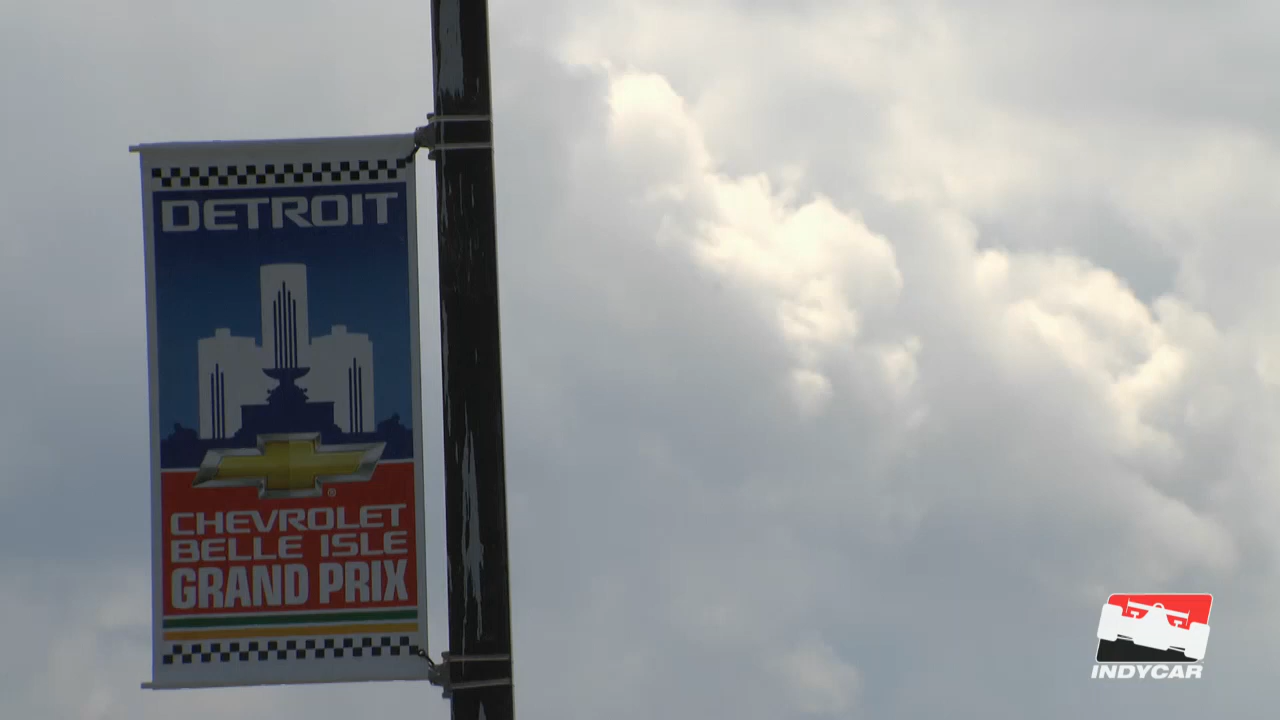 DETROIT
®
CHEVROLET
BELLE ISLE
GRAND PRIX
INDYCAR